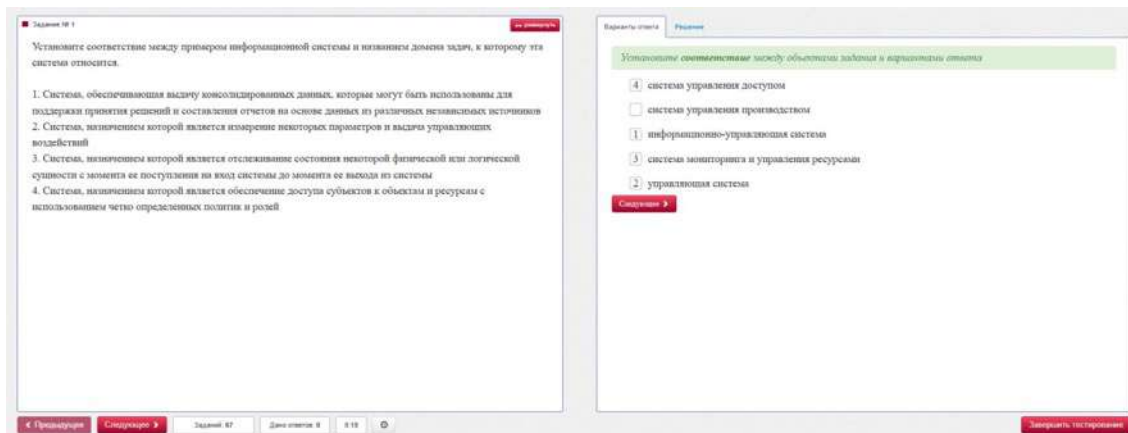 Задание № 1
развернуть
Установите соответствие между примером информационной системы и названием домена задач, к которому эта
система относится.
1. Система, обеспечивающая выдачу консолидированных данных, которые могут быть использованы для
поддержки принятия решений и составления отчетов на основе данных из различных независимых источников
2. Система, назначением которой является измерение некоторых параметров и выдача управляющих
воздействий
3. Система, назначением которой является отслеживание состояния некоторой физической или логической
сущности с момента ее поступления на вход системы до момента ее выхода из системы
4. Система, назначением которой является обеспечение доступа субъектов к объектам и ресурсам с
использованием четко определенных политик и ролей
Предыдущее
Следующее
Заданий: 67
Дано ответов:
Варианты ответа
Решение
Установите соответствие между объектами задания и вариантами ответа
4 система управления доступом
система управления производством
1 информационно-управляющая система
3 система мониторинга и управления ресурсами
2 управляющая система
Следующее
Завершить тестирование